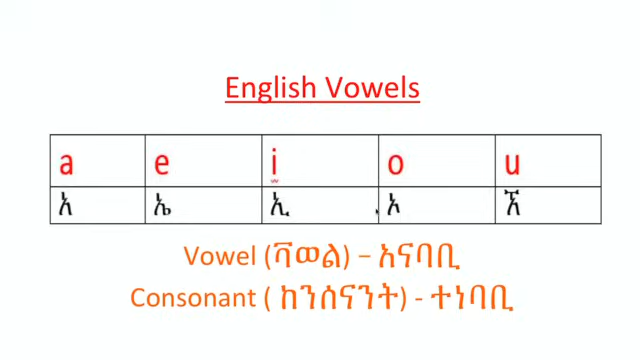 English Vowels
a e i o u
አ ኤ ኢ ኦ ኧ
Vowel (ቫወል) – አናባቢ
Consonant ( ከንሰናንት) - ተነባቢ